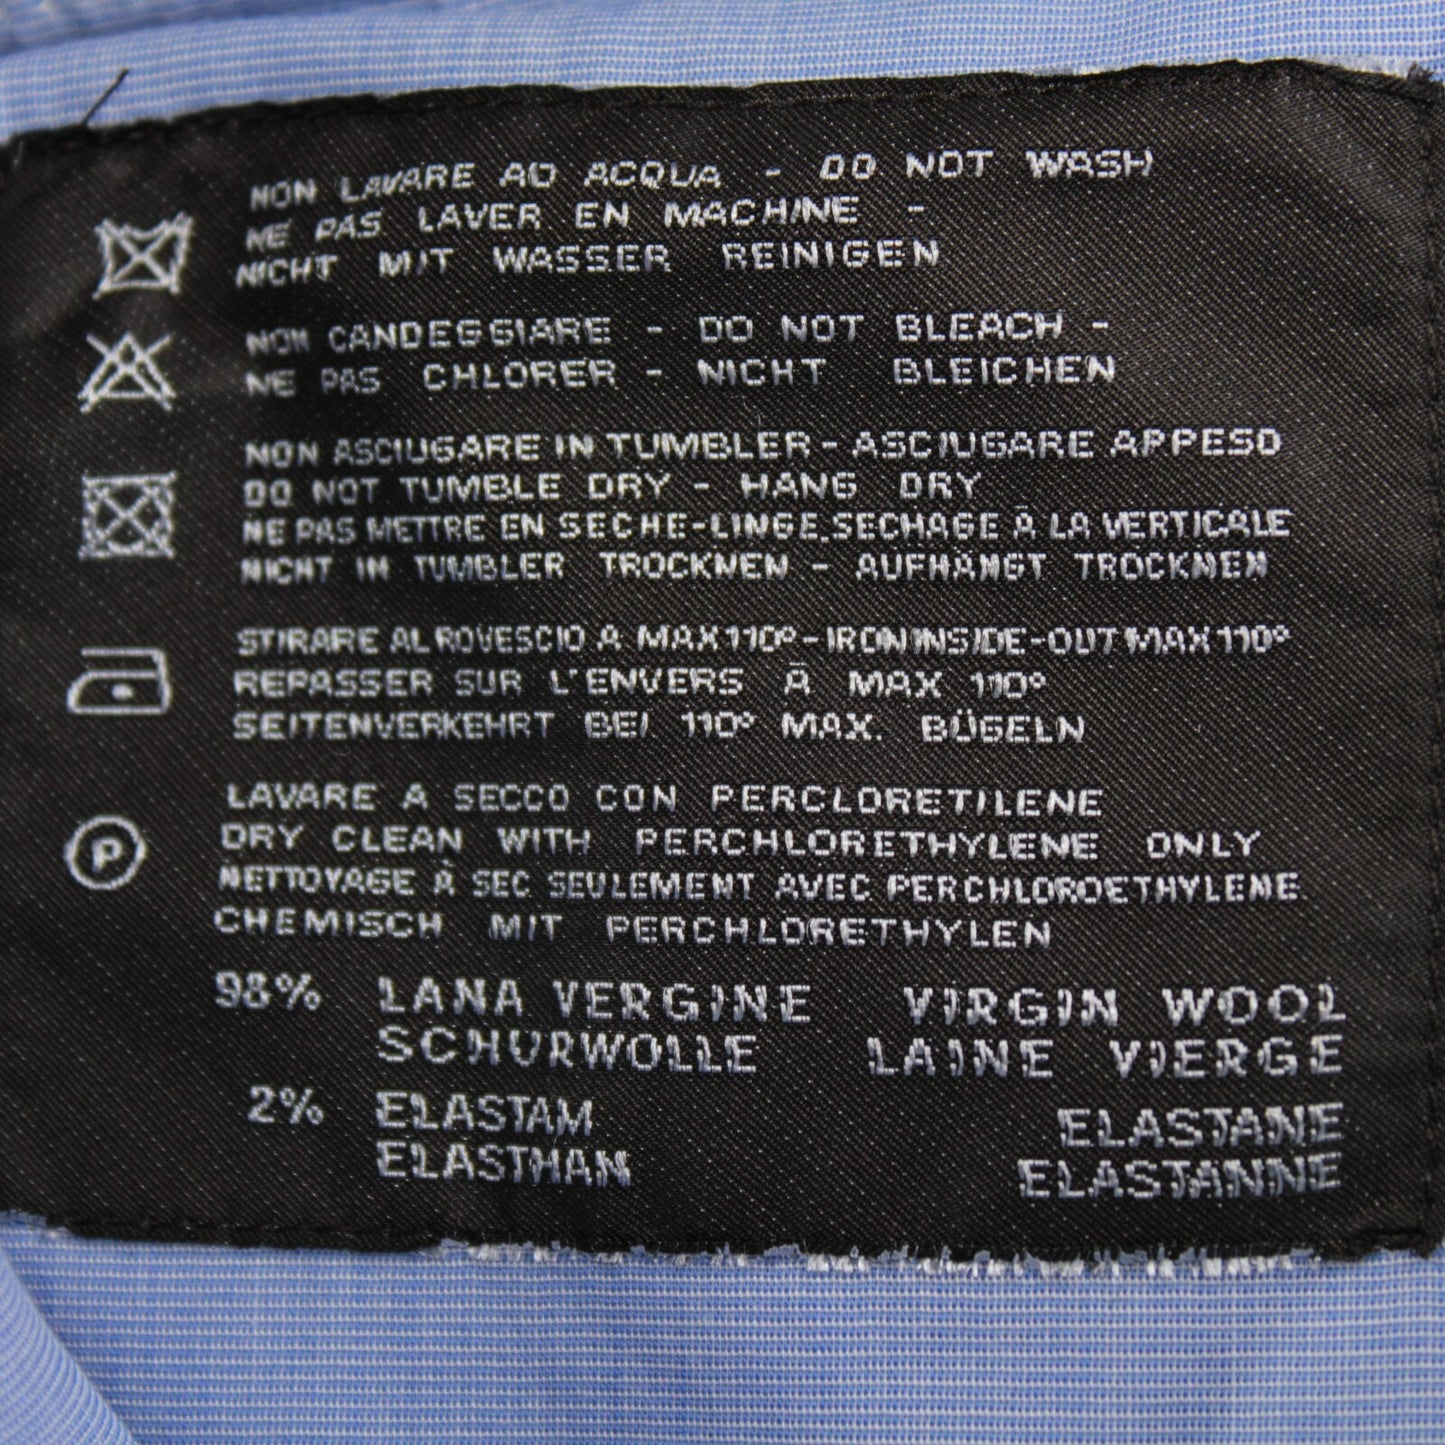 NON LAVARE AD ACQUA - DO NOT WASH
NE PAS LAVER EN MACHINE -
NICHT MIT WASSER REINIGEN
NON CANDEGGIARE - DO NOT BLEACH -
NE PAS CHLORER - NICHT BLEICHEN
NON ASCIUGARE IN TUMBLER - ASCIUGARE APPESO
DO NOT TUMBLE DRY - HANG DRY
NE PAS METTRE EN SECHE-LINGE.SECHAGE À LA VERTICALE
NICHT IN TUMBLER TROCKNEN - AUFHÄNGT TROCKNEN
STIRARE AL ROVESCIO A MAX 110° - IRON INSIDE-OUT MAX 110°
REPASSER SUR L'ENVERS À MAX 110°
SEITENVERKEHRT BEI 110° MAX. BÜGELN
P
LAVARE A SECCO CON PERCLORETILENE
DRY CLEAN WITH PERCHLORETHYLENE ONLY
NETTOYAGE À SEC SEULEMENT AVEC PERCHLOROETHYLENE
CHEMISCH MIT PERCHLORETHYLEN
98% LANA VERGINE VIRGIN WOOL
SCHURWOLLE LAINE VIERGE
2% ELASTAM ELASTANE
ELASTHAN ELASTANNE